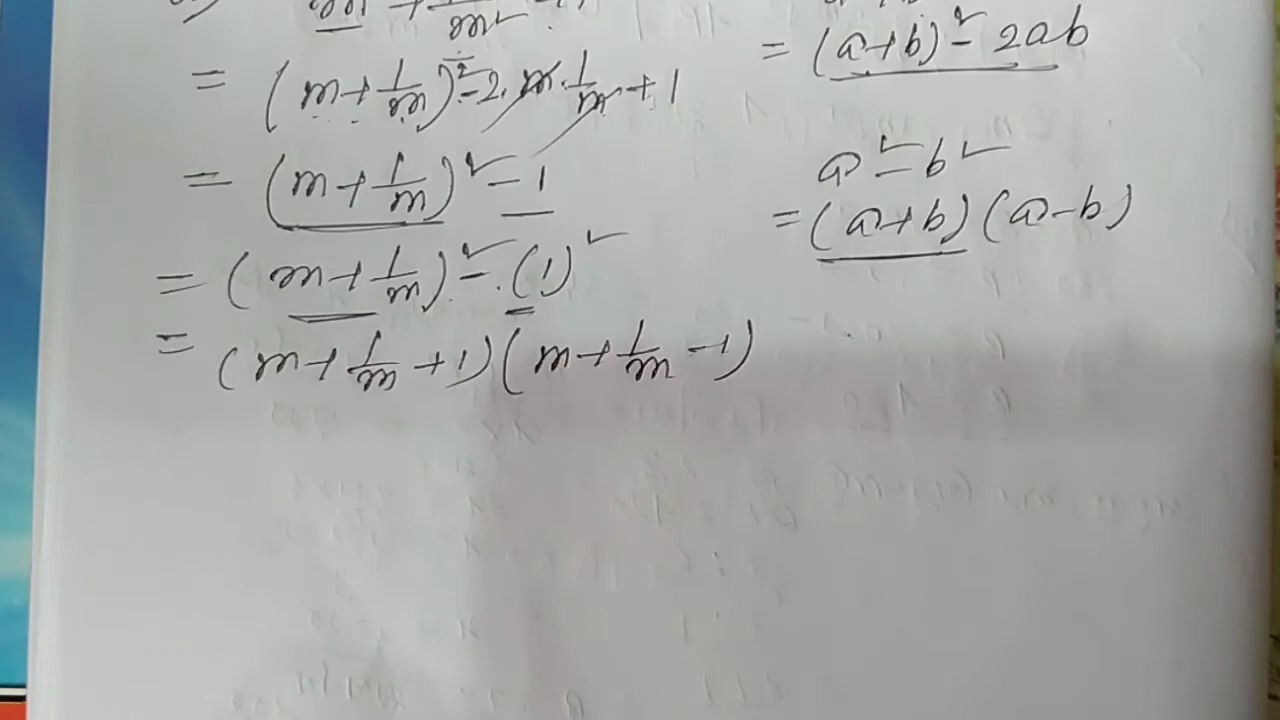 = (a+b)² - 2ab
= (m + 1/m)² - 2 · m · 1/m + 1
= (m + 1/m)² - 1
a² - b²
= (a+b) (a-b)
= (m + 1/m)² - (1)²
= (m + 1/m + 1) (m + 1/m - 1)